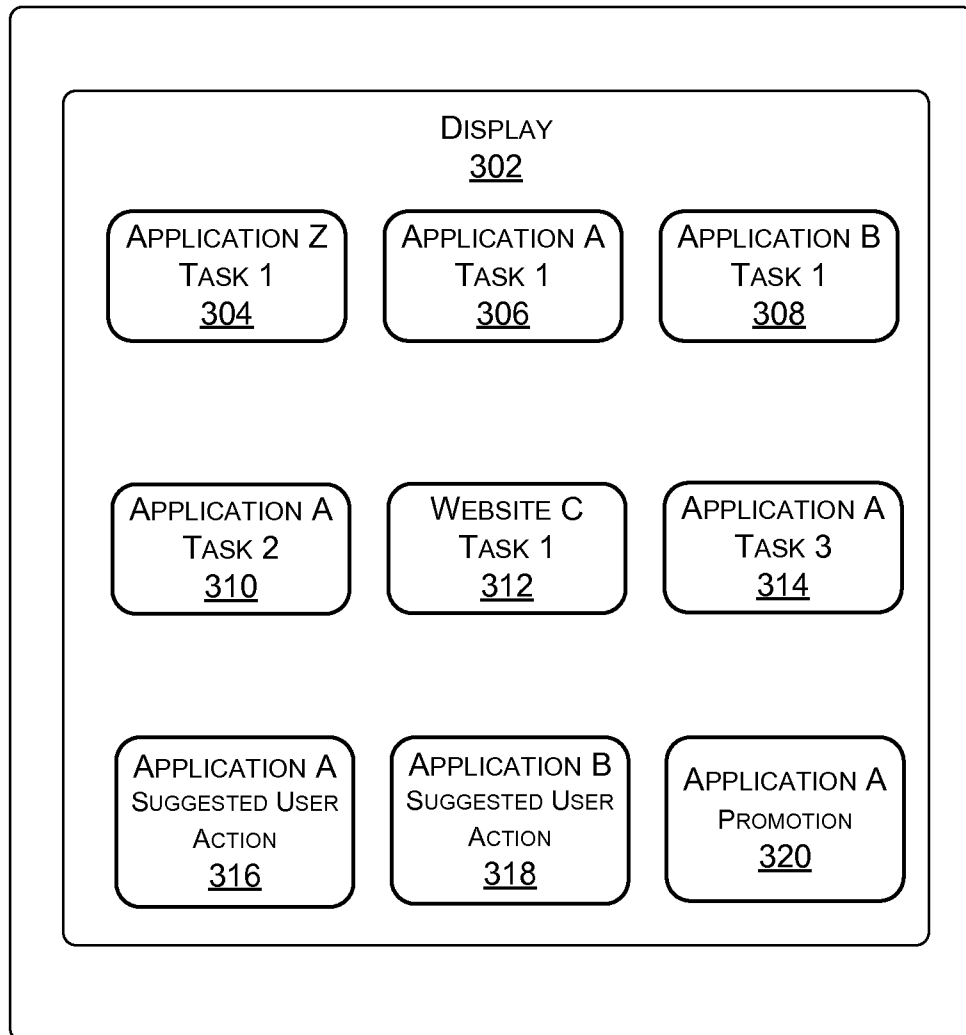 DISPLAY
302
APPLICATION Z
TASK 1
304
APPLICATION A
TASK 1
306
APPLICATION B
TASK 1
308
APPLICATION A
TASK 2
310
WEBSITE C
TASK 1
312
APPLICATION A
TASK 3
314
APPLICATION A
SUGGESTED USER
ACTION
316
APPLICATION B
SUGGESTED USER
ACTION
318
APPLICATION A
PROMOTION
320